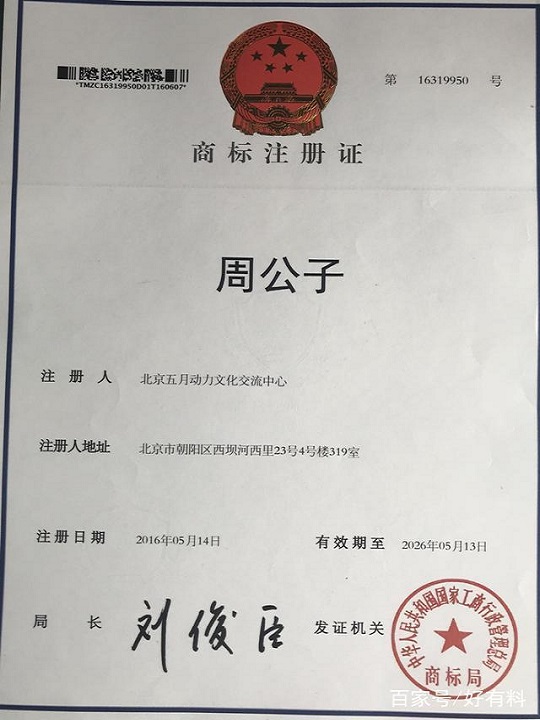 第 16319950 号
*TMZC16319950D01T160607*
商标注册证
周公子
注册人 北京五月动力文化交流中心
注册人地址 北京市朝阳区西坝河西里23号4号楼319室
注册日期 2016年05月14日 有效期至 2026年05月13日
局长 刘俊臣 发证机关
中华人民共和国国家工商行政管理总局
商标局
百家号/好有料